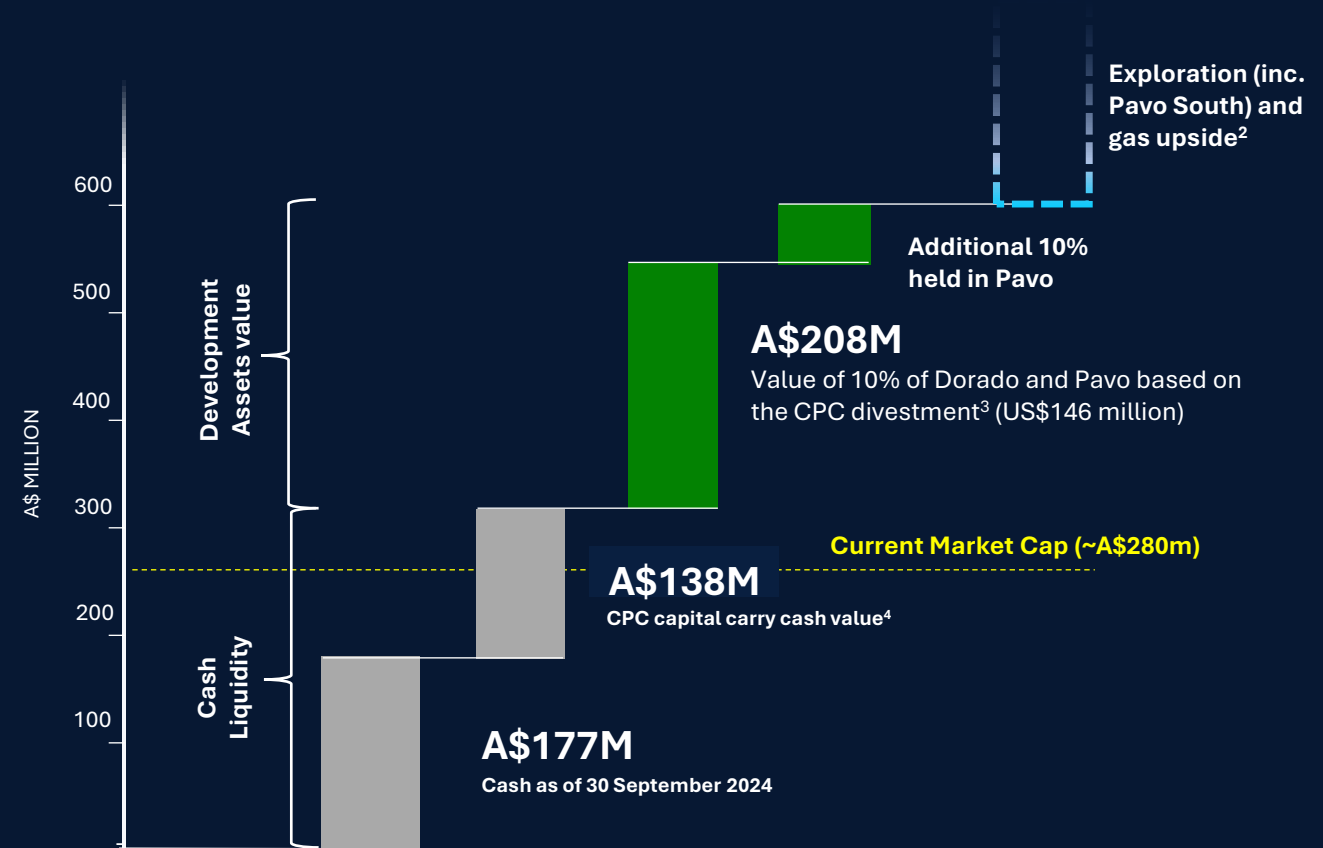 Exploration (inc.
Pavo South) and
gas upside²
600
500
400
300
200
100
A$ MILLION
Development
Assets value
Cash
Liquidity
Additional 10%
held in Pavo
A$208M
Value of 10% of Dorado and Pavo based on
the CPC divestment³ (US$146 million)
Current Market Cap (~A$280m)
A$138M
CPC capital carry cash value⁴
A$177M
Cash as of 30 September 2024